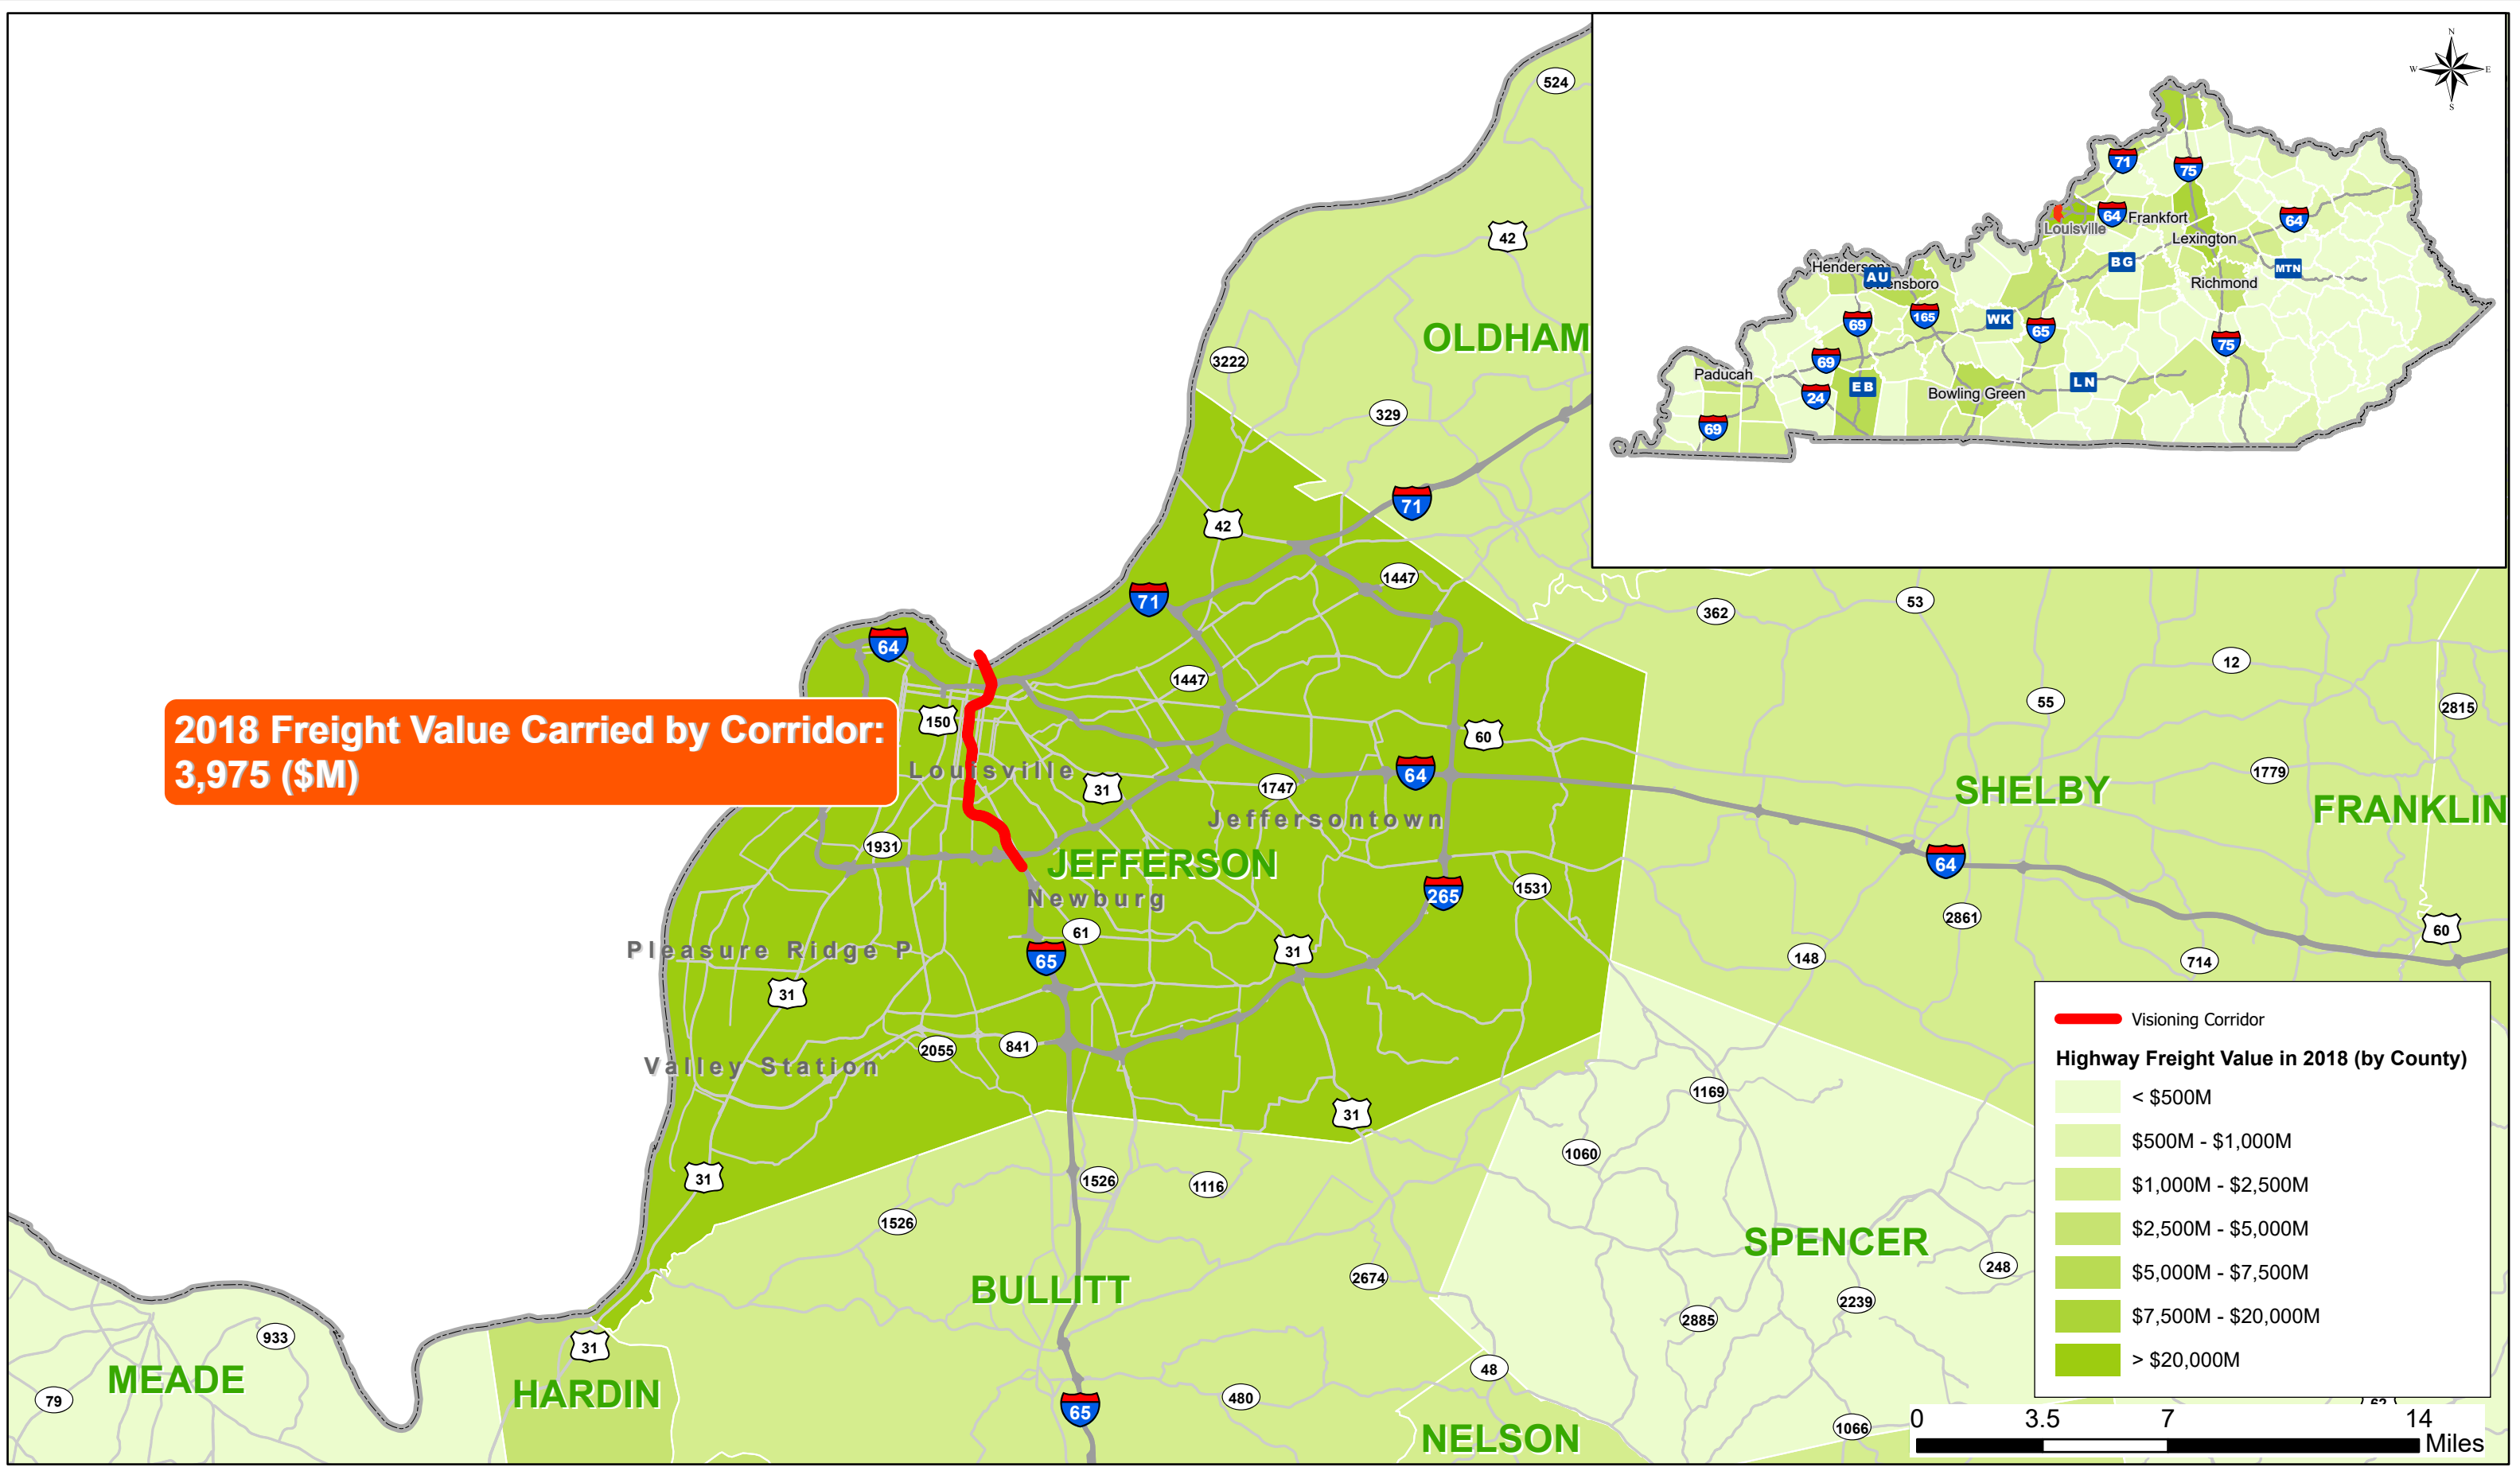 N
W
E
S
524
42
OLDHAM
3222
329
71
42
1447
71
64
1447
150
60
362
53
12
55
2815
2018 Freight Value Carried by Corridor:
3,975 ($M)
Louisville
31
1747
64
1779
Jeffersontown
SHELBY
FRANKLIN
1931
JEFFERSON
64
265
1531
Newburg
2861
61
60
Pleasure Ridge P
31
65
148
714
31
Valley Station
2055
841
1169
31
1060
31
1526
1116
1526
SPENCER
BULLITT
2674
248
2239
2885
933
31
48
MEADE
HARDIN
79
65
480
NELSON
1066
71
75
64
Frankfort
64
Louisville
Lexington
BG
MTN
Henderson
AU
Owensboro
Richmond
69
165
WK
65
75
69
Paducah
24
EB
Bowling Green
LN
69
Visioning Corridor
Highway Freight Value in 2018 (by County)
< $500M
$500M - $1,000M
$1,000M - $2,500M
$2,500M - $5,000M
$5,000M - $7,500M
$7,500M - $20,000M
> $20,000M
0 3.5 7 14
Miles